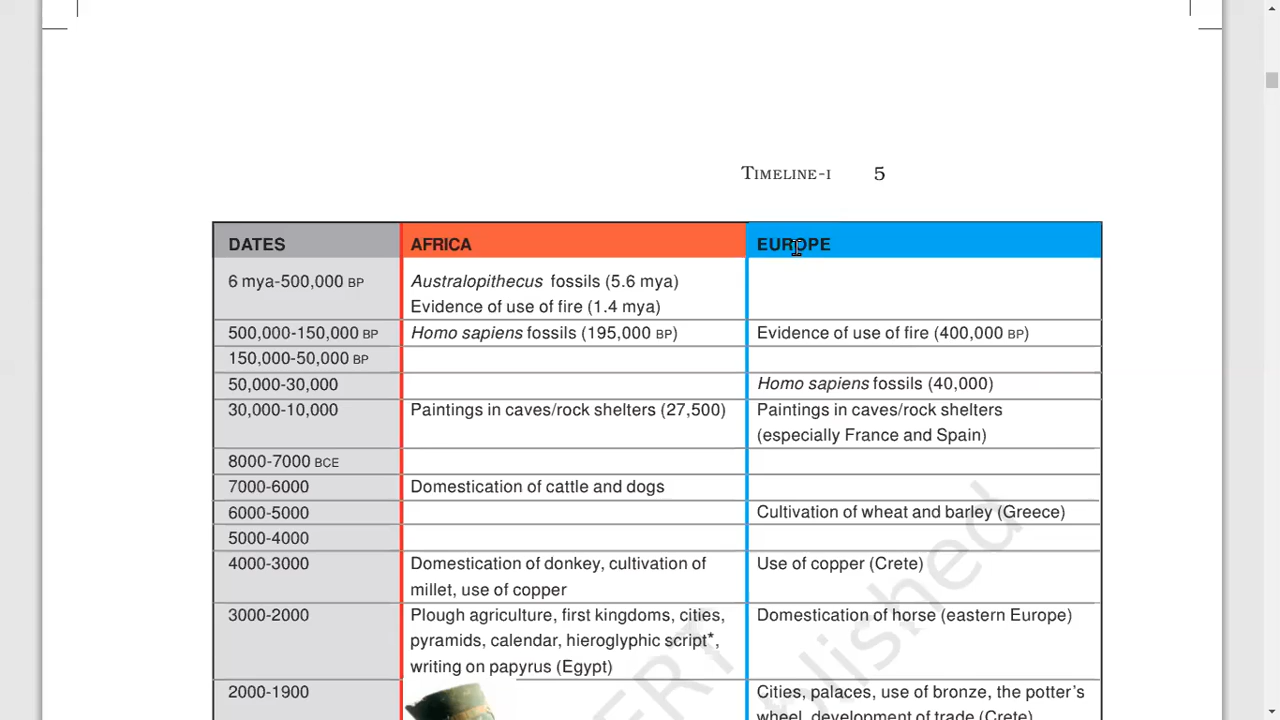 TIMELINE-I 5
DATES AFRICA EUROPE
6 mya-500,000 BP Australopithecus fossils (5.6 mya)
Evidence of use of fire (1.4 mya)
500,000-150,000 BP Homo sapiens fossils (195,000 BP) Evidence of use of fire (400,000 BP)
150,000-50,000 BP
50,000-30,000 Homo sapiens fossils (40,000)
30,000-10,000 Paintings in caves/rock shelters (27,500) Paintings in caves/rock shelters
(especially France and Spain)
8000-7000 BCE
7000-6000 Domestication of cattle and dogs
6000-5000 Cultivation of wheat and barley (Greece)
5000-4000
4000-3000 Domestication of donkey, cultivation of Use of copper (Crete)
millet, use of copper
3000-2000 Plough agriculture, first kingdoms, cities, Domestication of horse (eastern Europe)
pyramids, calendar, hieroglyphic script*,
writing on papyrus (Egypt)
2000-1900 Cities, palaces, use of bronze, the potter's
wheel, development of trade (Crete)